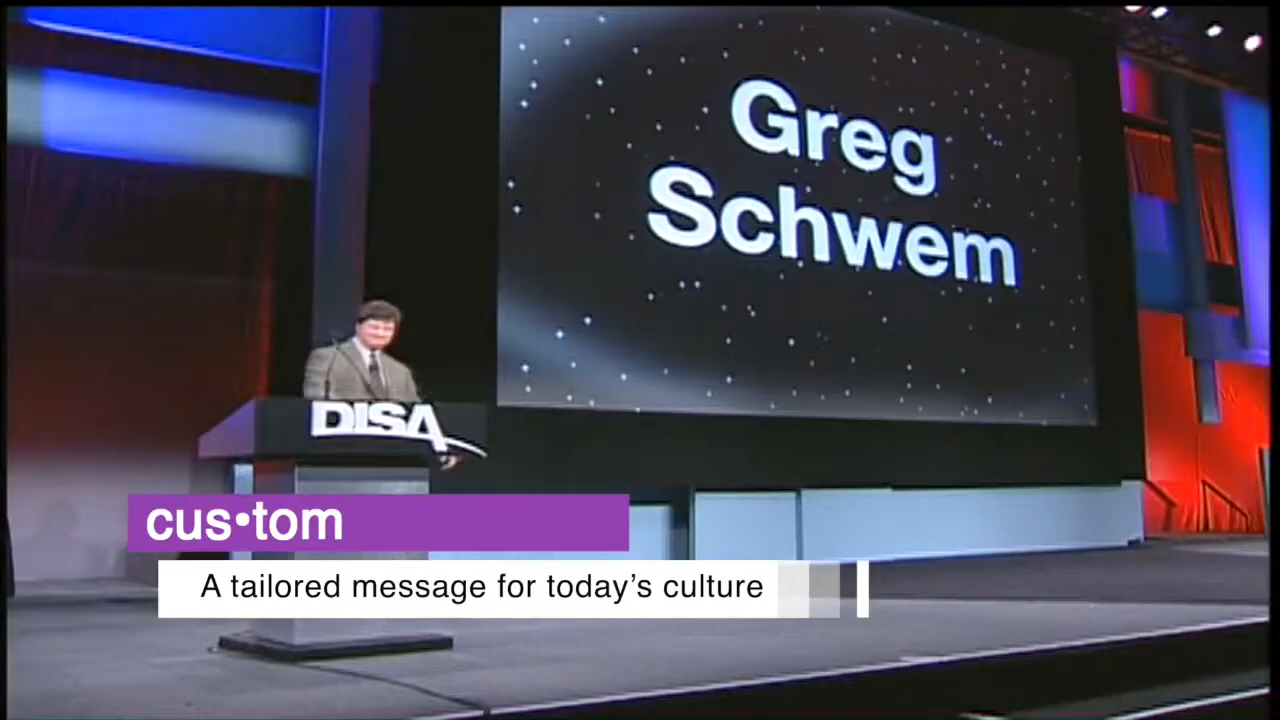 Greg
Schwem
DISA
cus•tom
A tailored message for today's culture